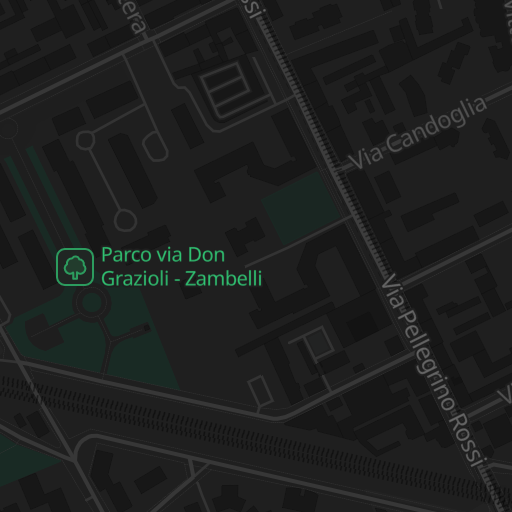 Via Candoglia
Parco via Don
Grazioli - Zambelli
Via Pellegrino Rossi